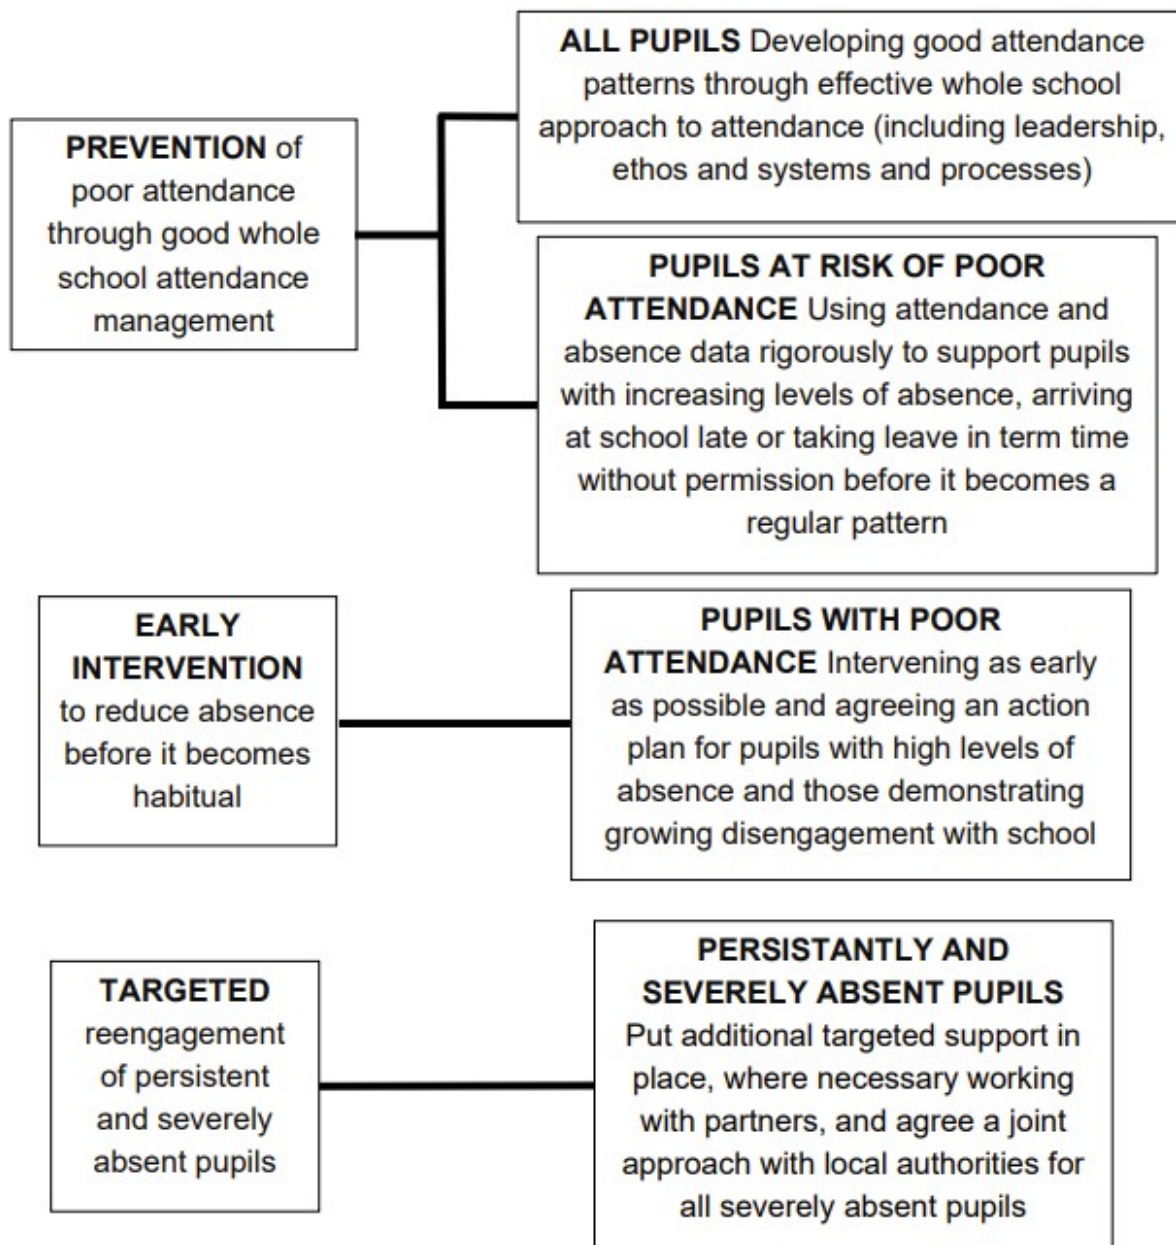 PREVENTION of
poor attendance
through good whole
school attendance
management
ALL PUPILS Developing good attendance
patterns through effective whole school
approach to attendance (including leadership,
ethos and systems and processes)
PUPILS AT RISK OF POOR
ATTENDANCE Using attendance and
absence data rigorously to support pupils
with increasing levels of absence, arriving
at school late or taking leave in term time
without permission before it becomes a
regular pattern
EARLY
INTERVENTION
to reduce absence
before it becomes
habitual
PUPILS WITH POOR
ATTENDANCE Intervening as early
as possible and agreeing an action
plan for pupils with high levels of
absence and those demonstrating
growing disengagement with school
TARGETED
reengagement
of persistent
and severely
absent pupils
PERSISTANTLY AND
SEVERELY ABSENT PUPILS
Put additional targeted support in
place, where necessary working
with partners, and agree a joint
approach with local authorities for
all severely absent pupils